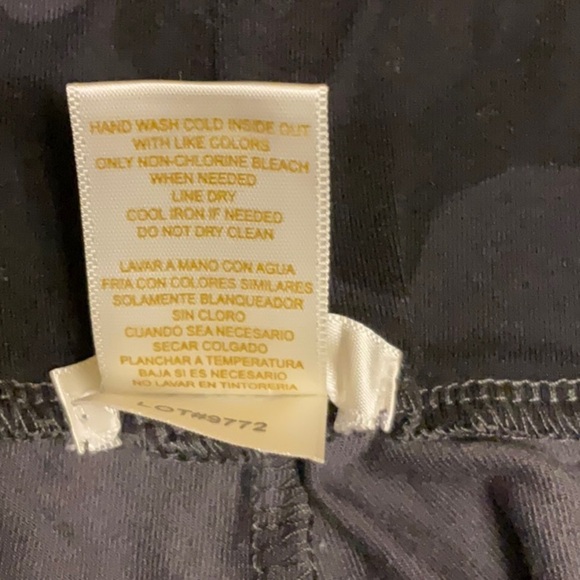 HAND WASH COLD INSIDE OUT
WITH LIKE COLORS
ONLY NON-CHLORINE BLEACH
WHEN NEEDED
LINE DRY
COOL IRON IF NEEDED
DO NOT DRY CLEAN
LAVAR A MANO CON AGUA
FRIA CON COLORES SIMILARES
SOLAMENTE BLANQUEADOR
SIN CLORO
CUANDO SEA NECESARIO
SECAR COLGADO
PLANCHAR A TEMPERATURA
BAJA SI ES NECESARIO
NO LAVAR EN TINTORERIA
LOT#9772